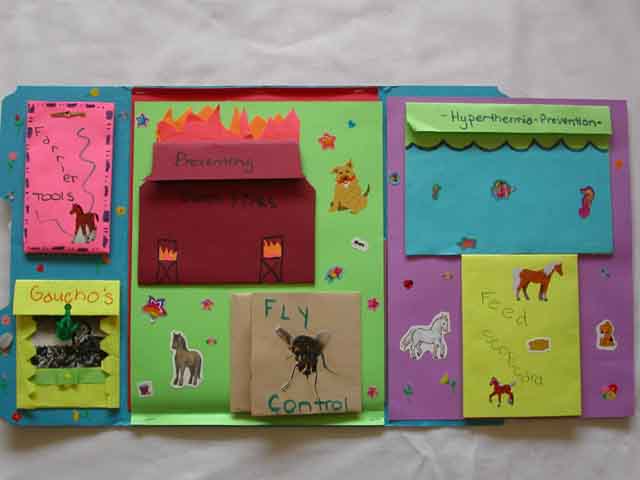 Farrier
TOOLS
Gaucho's
Preventing
Barn Fires
FLY
Control
-Hyperthermia-Prevention-
Feed